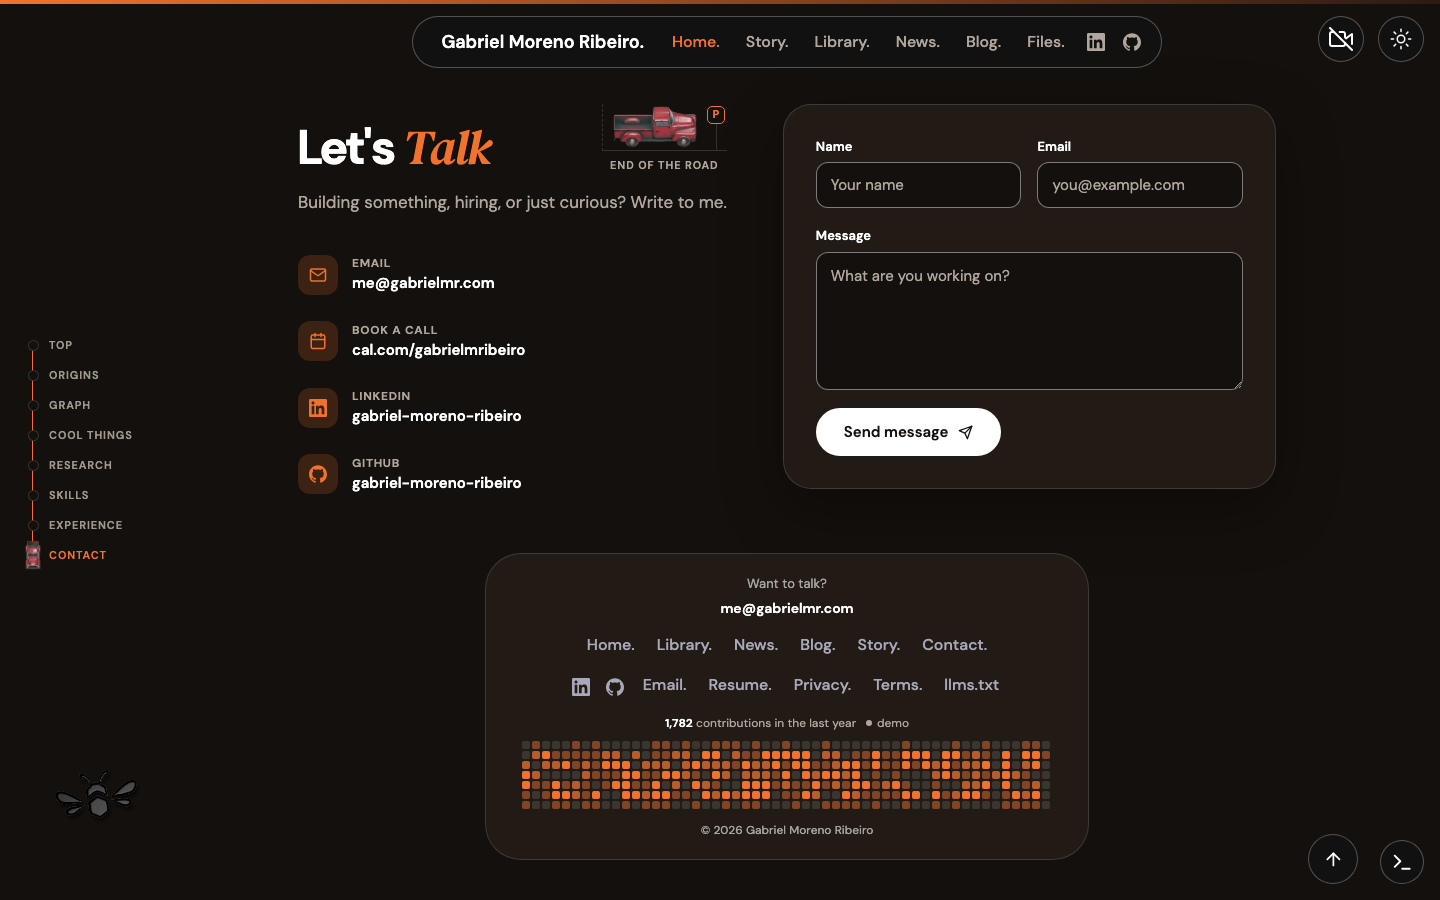 Gabriel Moreno Ribeiro. Home. Story. Library. News. Blog. Files.
Let's Talk
P
END OF THE ROAD
Building something, hiring, or just curious? Write to me.
EMAIL
me@gabrielmr.com
BOOK A CALL
cal.com/gabrielmribeiro
LINKEDIN
gabriel-moreno-ribeiro
GITHUB
gabriel-moreno-ribeiro
Name
Your name
Email
you@example.com
Message
What are you working on?
Send message
TOP
ORIGINS
GRAPH
COOL THINGS
RESEARCH
SKILLS
EXPERIENCE
CONTACT
Want to talk?
me@gabrielmr.com
Home. Library. News. Blog. Story. Contact.
Email. Resume. Privacy. Terms. llms.txt
1,782 contributions in the last year demo
© 2026 Gabriel Moreno Ribeiro